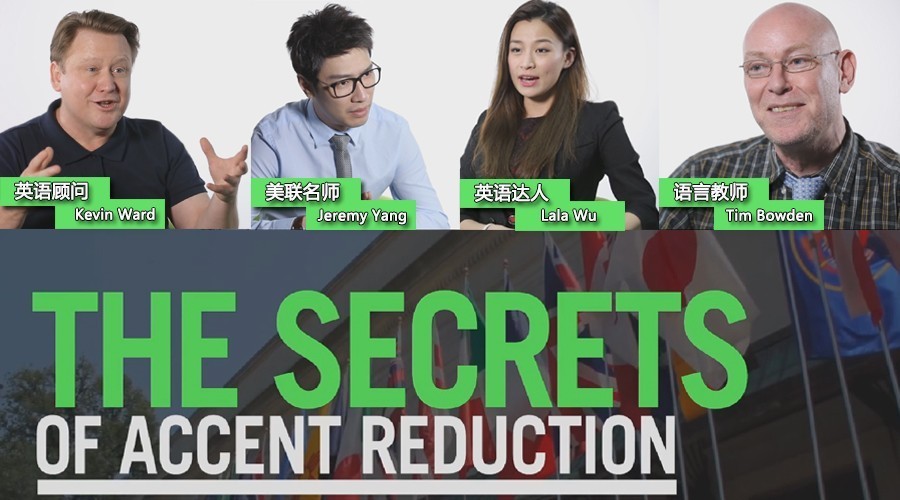 英语顾问
Kevin Ward
美联名师
Jeremy Yang
英语达人
Lala Wu
语言教师
Tim Bowden
THE SECRETS
OF ACCENT REDUCTION